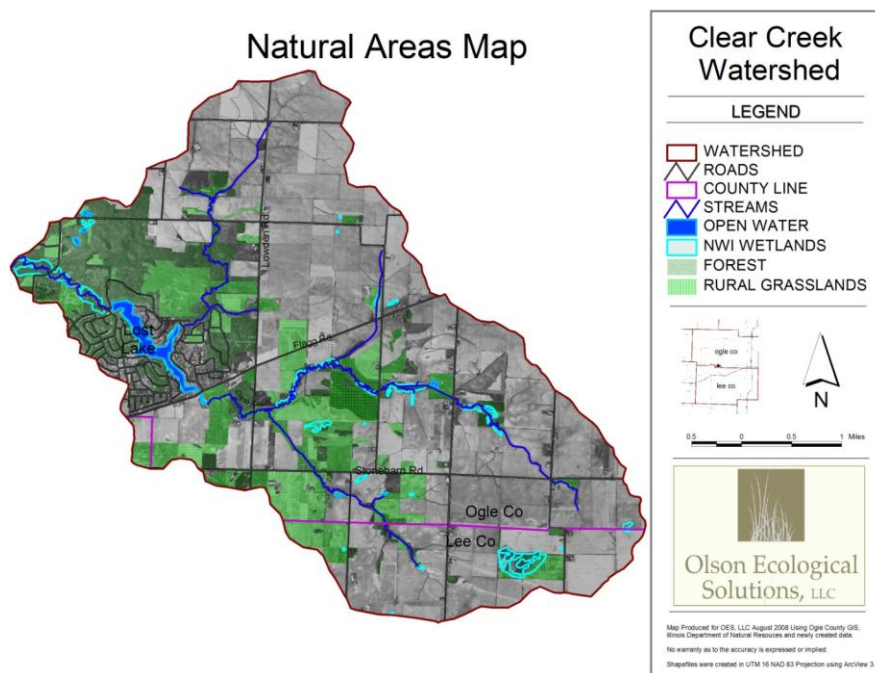 Natural Areas Map
Clear Creek
Watershed
LEGEND
WATERSHED
ROADS
COUNTY LINE
STREAMS
OPEN WATER
NWI WETLANDS
FOREST
RURAL GRASSLANDS
Lowden Rd.
Lost
Lake
Flagg Rd.
Stonebarn Rd
Ogle Co
Lee Co
ogle co
lee co
N
0.5 0 0.5 1 Miles
Olson Ecological
Solutions, LLC
Map Produced for OES, LLC August 2008 Using Ogle County GIS,
Illinois Department of Natural Resouces and newly created data.
No warranty as to the accuracy is expressed or implied.
Shapefiles were created in UTM 16 NAD 83 Projection using ArcView 3.